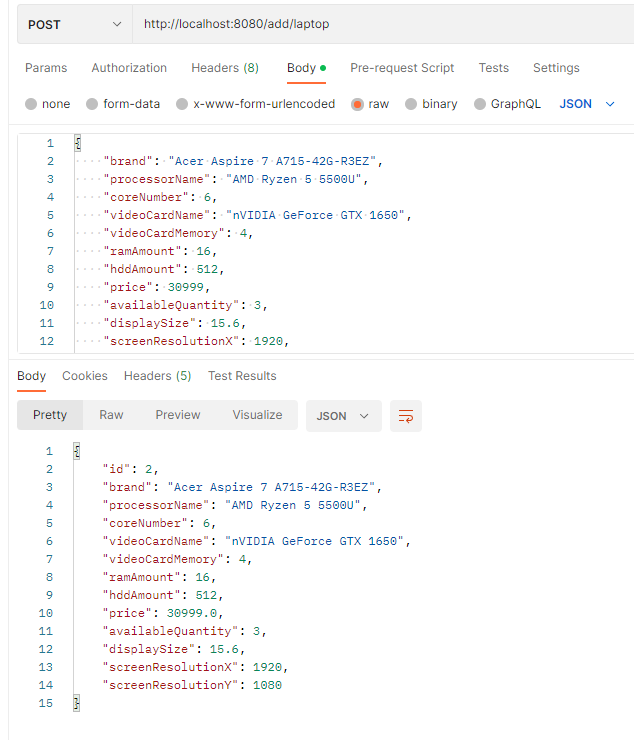 POST http://localhost:8080/add/laptop
Params Authorization Headers (8) Body Pre-request Script Tests Settings
none form-data x-www-form-urlencoded raw binary GraphQL JSON
1 {
2 "brand": "Acer Aspire 7 A715-42G-R3EZ",
3 "processorName": "AMD Ryzen 5 5500U",
4 "coreNumber": 6,
5 "videoCardName": "nVIDIA GeForce GTX 1650",
6 "videoCardMemory": 4,
7 "ramAmount": 16,
8 "hddAmount": 512,
9 "price": 30999,
10 "availableQuantity": 3,
11 "displaySize": 15.6,
12 "screenResolutionX": 1920,
Body Cookies Headers (5) Test Results
Pretty Raw Preview Visualize JSON
1 {
2 "id": 2,
3 "brand": "Acer Aspire 7 A715-42G-R3EZ",
4 "processorName": "AMD Ryzen 5 5500U",
5 "coreNumber": 6,
6 "videoCardName": "nVIDIA GeForce GTX 1650",
7 "videoCardMemory": 4,
8 "ramAmount": 16,
9 "hddAmount": 512,
10 "price": 30999.0,
11 "availableQuantity": 3,
12 "displaySize": 15.6,
13 "screenResolutionX": 1920,
14 "screenResolutionY": 1080
15 }